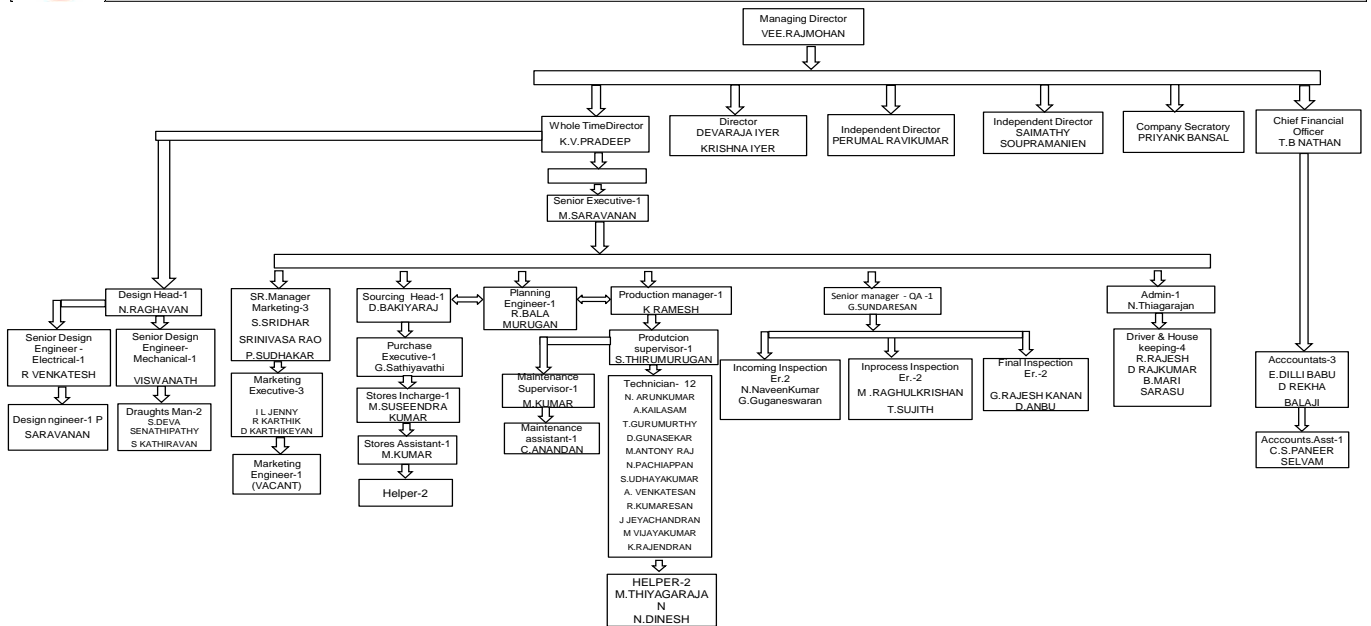 Managing Director
VEE.RAJMOHAN
Whole TimeDirector
K.V.PRADEEP
Director
DEVARAJA IYER
KRISHNA IYER
Independent Director
PERUMAL RAVIKUMAR
Independent Director
SAIMATHY
SOUPRAMANIEN
Company Secratory
PRIYANK BANSAL
Chief Financial
Officer
T.B NATHAN
Senior Executive-1
M.SARAVANAN
Design Head-1
N.RAGHAVAN
Senior Design
Engineer -
Electrical-1
R VENKATESH
Design ngineer-1 P
SARAVANAN
Senior Design
Engineer-
Mechanical-1
VISWANATH
Draughts Man-2
S.DEVA
SENATHIPATHY
S KATHIRAVAN
SR.Manager
Marketing-3
S.SRIDHAR
SRINIVASA RAO
P.SUDHAKAR
Marketing
Executive-3
I L JENNY
R KARTHIK
D KARTHIKEYAN
Marketing
Engineer-1
(VACANT)
Sourcing Head-1
D.BAKIYARAJ
Purchase
Executive-1
G.Sathiyavathi
Stores Incharge-1
M.SUSEENDRA
KUMAR
Stores Assistant-1
M.KUMAR
Helper-2
Planning
Engineer-1
R.BALA
MURUGAN
Production manager-1
K RAMESH
Produtcion
supervisor-1
S.THIRUMURUGAN
Maintenance
Supervisor-1
M.KUMAR
Maintenance
assistant-1
C.ANANDAN
Technician- 12
N. ARUNKUMAR
A.KAILASAM
T.GURUMURTHY
D.GUNASEKAR
M.ANTONY RAJ
N.PACHIAPPAN
S.UDHAYAKUMAR
A. VENKATESAN
R.KUMARESAN
J JEYACHANDRAN
M VIJAYAKUMAR
K.RAJENDRAN
HELPER-2
M.THIYAGARAJA
N
N.DINESH
Senior manager - QA -1
G.SUNDARESAN
Incoming Inspection
Er.2
N.NaveenKumar
G.Guganeswaran
Inprocess Inspection
Er.-2
M .RAGHULKRISHAN
T.SUJITH
Final Inspection
Er.-2
G.RAJESH KANAN
D.ANBU
Admin-1
N.Thiagarajan
Driver & House
keeping-4
R.RAJESH
D RAJKUMAR
B.MARI
SARASU
Acccountats-3
E.DILLI BABU
D REKHA
BALAJI
Acccounts.Asst-1
C.S.PANEER
SELVAM